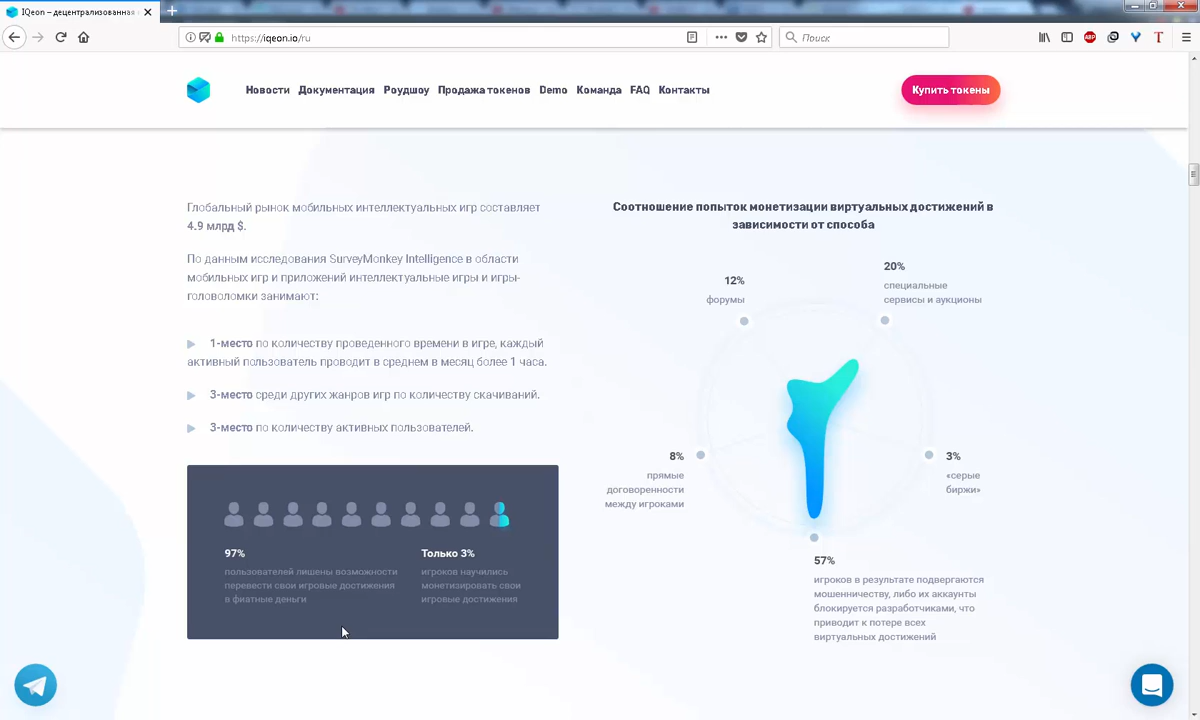 IQeon – децентрализованная
https://iqeon.io/ru
Поиск
Новости Документация Роудшоу Продажа токенов Demo Команда FAQ Контакты
Купить токены
Глобальный рынок мобильных интеллектуальных игр составляет
4.9 млрд $.
По данным исследования SurveyMonkey Intelligence в области
мобильных игр и приложений интеллектуальные игры и игры-
головоломки занимают:
1-место по количеству проведенного времени в игре, каждый
активный пользователь проводит в среднем в месяц более 1 часа.
3-место среди других жанров игр по количеству скачиваний.
3-место по количеству активных пользователей.
97%
пользователей лишены возможности
перевести свои игровые достижения
в фиатные деньги
Только 3%
игроков научились
монетизировать свои
игровые достижения
Соотношение попыток монетизации виртуальных достижений в
зависимости от способа
12%
форумы
20%
специальные
сервисы и аукционы
8%
прямые
договоренности
между игроками
3%
«серые
биржи»
57%
игроков в результате подвергаются
мошенничеству, либо их аккаунты
блокируется разработчиками, что
приводит к потере всех
виртуальных достижений